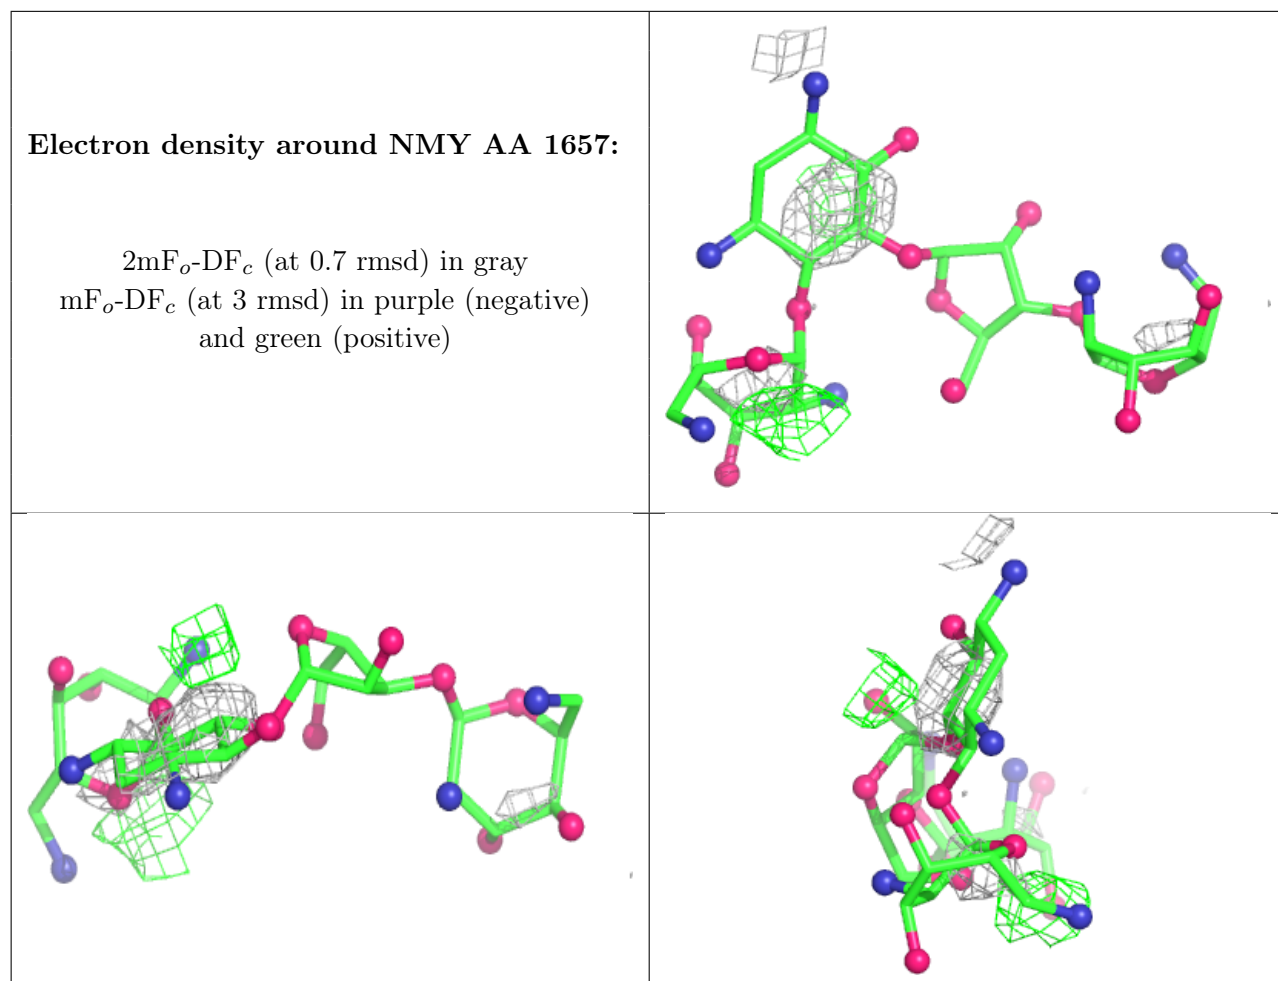 Electron density around NMY AA 1657:
2mFo-DFc (at 0.7 rmsd) in gray
mFo-DFc (at 3 rmsd) in purple (negative)
and green (positive)